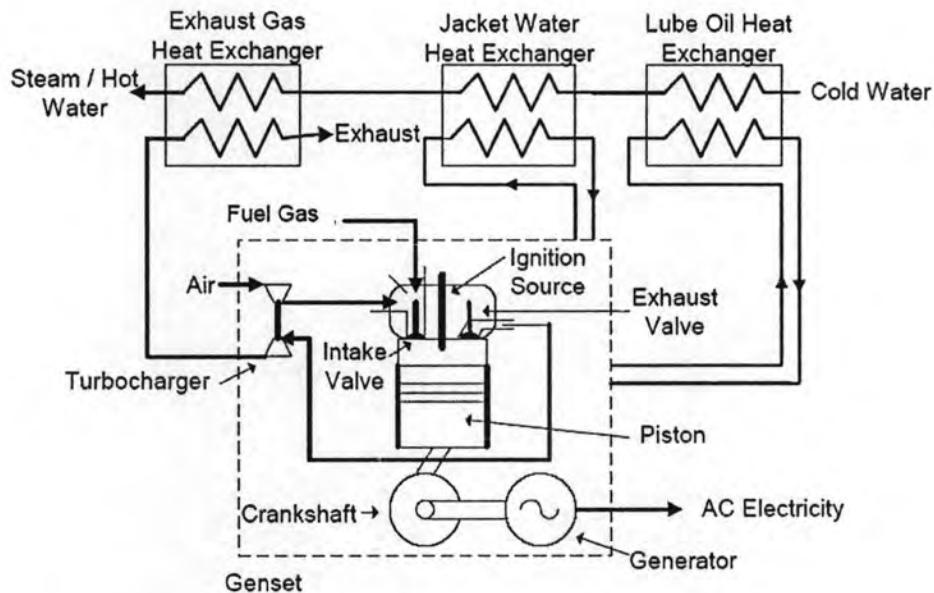 Exhaust Gas
Heat Exchanger
Jacket Water
Heat Exchanger
Lube Oil Heat
Exchanger
Steam / Hot
Water
Cold Water
Exhaust
Fuel Gas
Ignition
Source
Air
Exhaust
Valve
Intake
Valve
Turbocharger
Piston
Crankshaft
AC Electricity
Generator
Genset